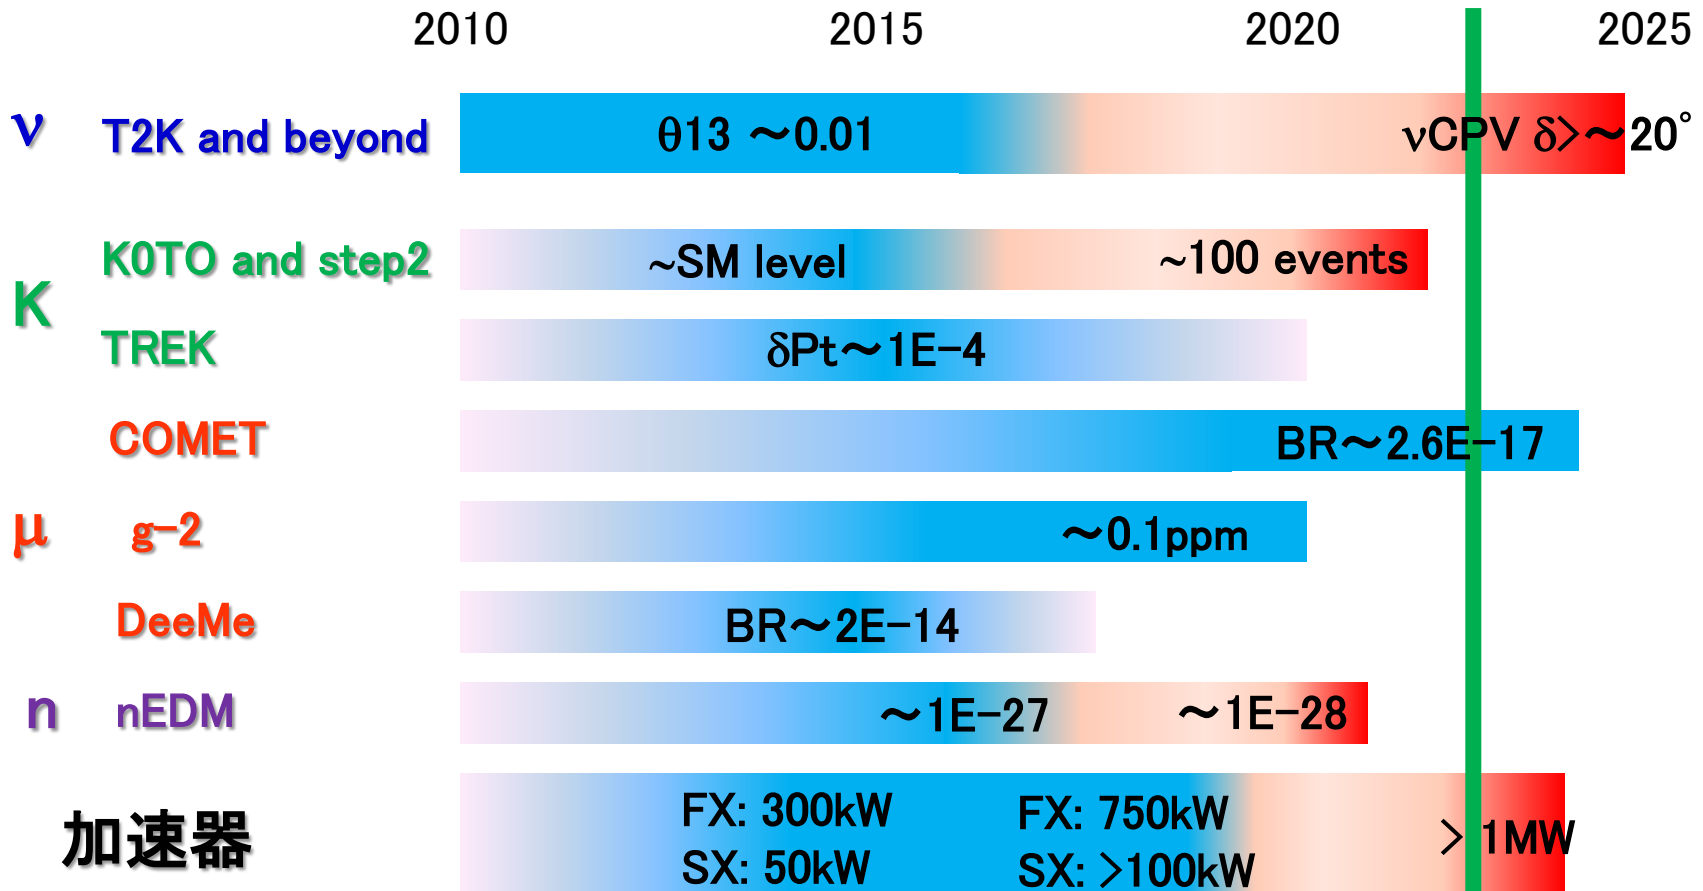 2010 2015 2020 2025
ν T2K and beyond θ13 ～0.01 νCPV δ>～20°
K0TO and step2 ~SM level ~100 events
K
TREK δPt～1E-4
COMET BR～2.6E-17
μ g-2 ～0.1ppm
DeeMe BR～2E-14
n nEDM ～1E-27 ～1E-28
加速器 FX: 300kW FX: 750kW > 1MW
SX: 50kW SX: >100kW